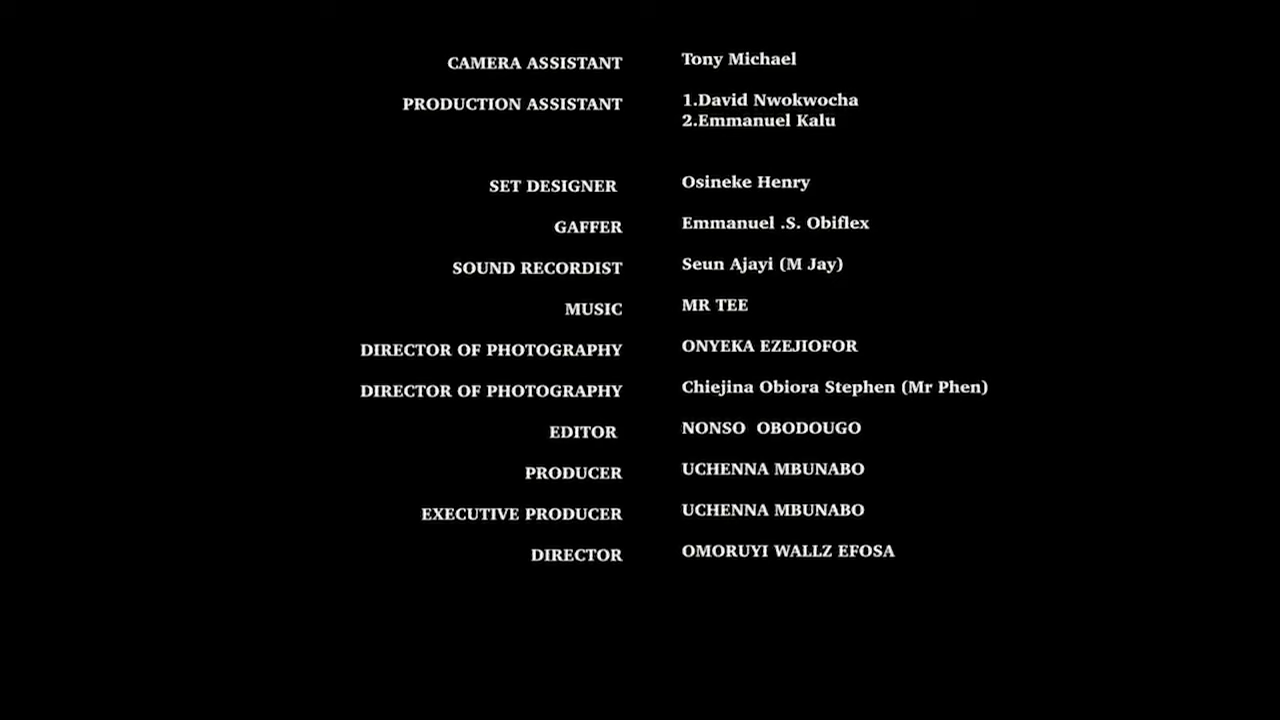 CAMERA ASSISTANT Tony Michael
PRODUCTION ASSISTANT 1.David Nwokwocha
2.Emmanuel Kalu
SET DESIGNER Osineke Henry
GAFFER Emmanuel .S. Obiflex
SOUND RECORDIST Seun Ajayi (M Jay)
MUSIC MR TEE
DIRECTOR OF PHOTOGRAPHY ONYEKA EZEJIOFOR
DIRECTOR OF PHOTOGRAPHY Chiejina Obiora Stephen (Mr Phen)
EDITOR NONSO OBODOUGO
PRODUCER UCHENNA MBUNABO
EXECUTIVE PRODUCER UCHENNA MBUNABO
DIRECTOR OMORUYI WALLZ EFOSA